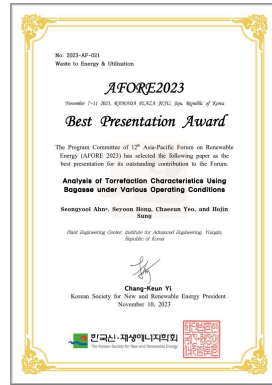 No. 2023-AF-021
Waste to Energy & Utilization
AFORE2023
November 7-11 2023, RAMADA PLAZA JEJU, Jeju, Republic of Korea
Best Presentation Award
The Program Committee of 12th Asia-Pacific Forum on Renewable
Energy (AFORE 2023) has selected the following paper as the
best presentation for its outstanding contribution to the Forum.
Analysis of Torrefaction Characteristics Using
Bagasse under Various Operating Conditions
Seongyool Ahn*, Seyoon Hong, Chaeeun Yeo, and Hojin
Sung
Plant Engineering Center, Institute for Advanced Engineering, Yongin,
Republic of Korea
Chang-Keun Yi
Korean Society for New and Renewable Energy President
November 10, 2023
한국신·재생에너지학회
The Korean Society for New and Renewable Energy